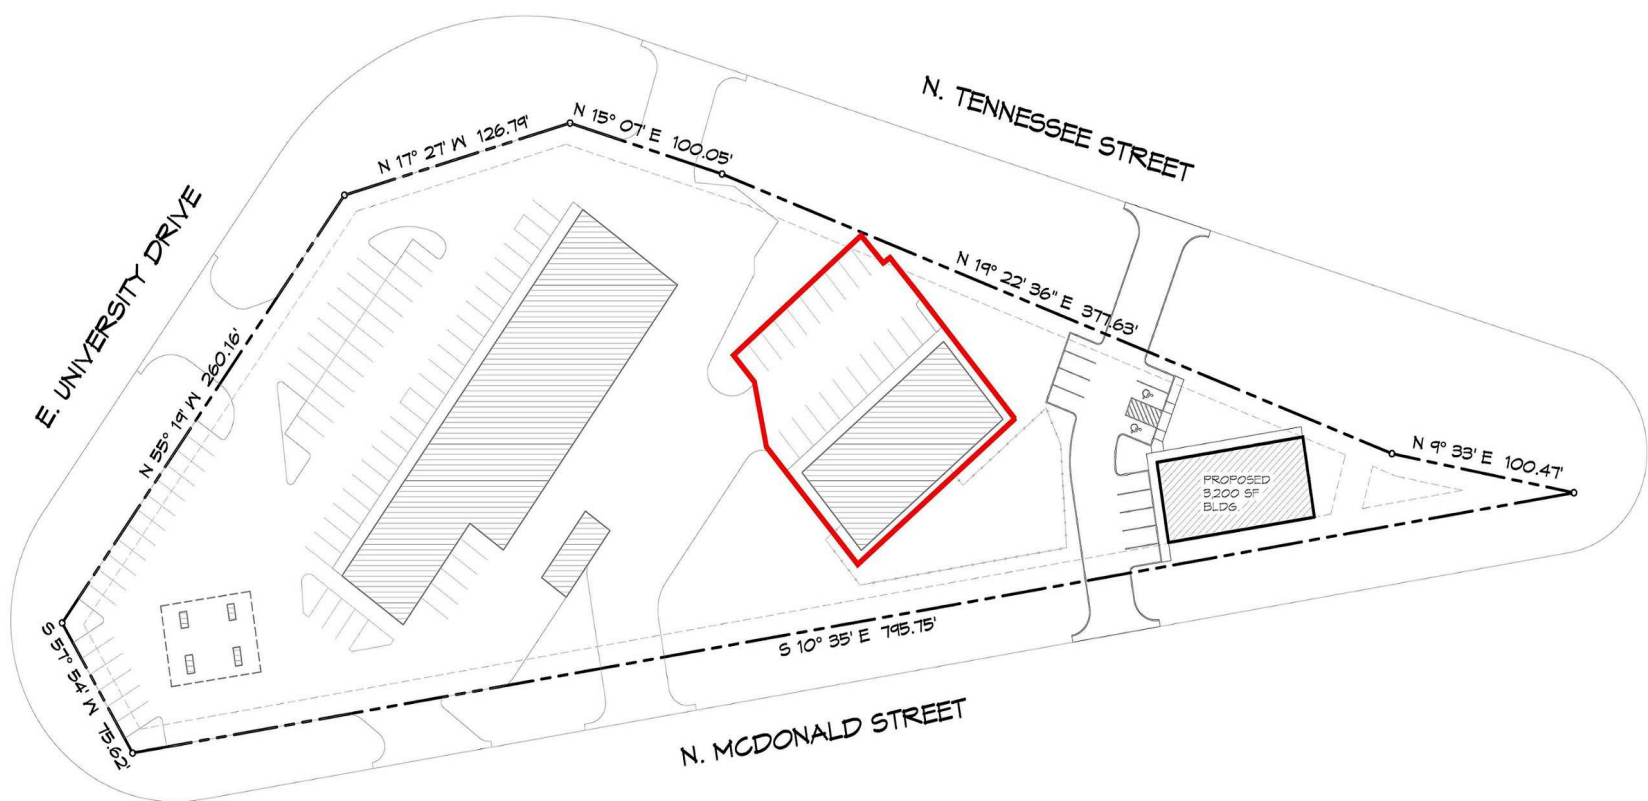 N. TENNESSEE STREET
N 15° 07' E 100.05'
N 17° 27' W 126.79'
E. UNIVERSITY DRIVE
N 19° 22' 36" E 377.63'
N 55° 19' W 260.16'
N 9° 33' E 100.47'
PROPOSED
3,200 SF
BLDG.
S 57° 54' W 75.62'
S 10° 35' E 795.75'
N. MCDONALD STREET